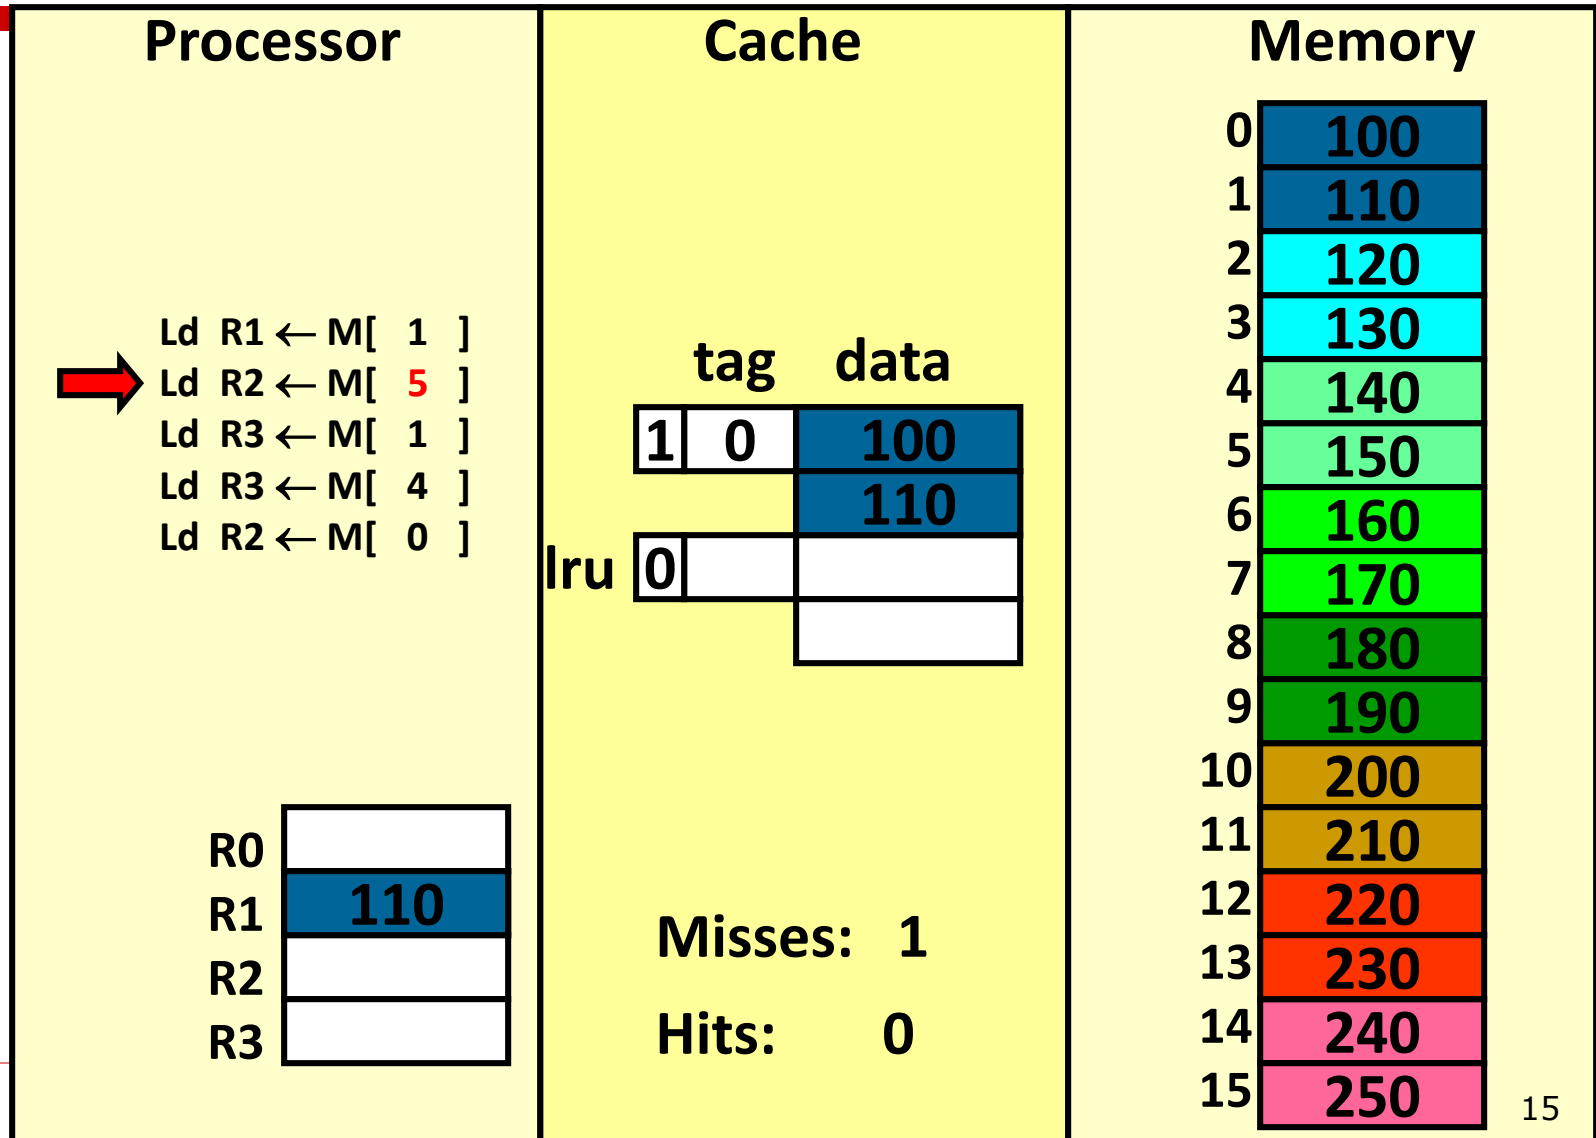 Processor
Ld R1 ← M[ 1 ]
Ld R2 ← M[ 5 ]
Ld R3 ← M[ 1 ]
Ld R3 ← M[ 4 ]
Ld R2 ← M[ 0 ]
R0
R1 110
R2
R3
Cache
tag data
1 0 100
110
lru 0
Misses: 1
Hits: 0
Memory
0 100
1 110
2 120
3 130
4 140
5 150
6 160
7 170
8 180
9 190
10 200
11 210
12 220
13 230
14 240
15 250
15